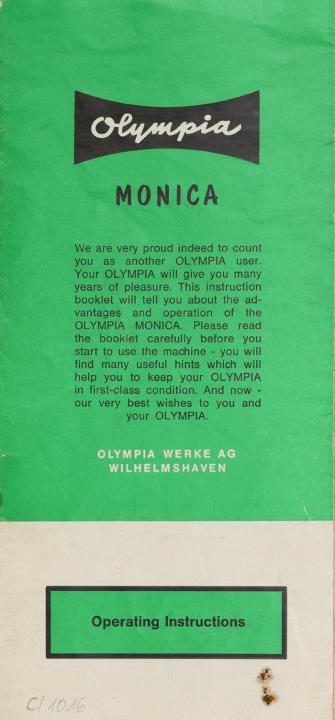 Olympia
MONICA
We are very proud indeed to count
you as another OLYMPIA user.
Your OLYMPIA will give you many
years of pleasure. This instruction
booklet will tell you about the ad-
vantages and operation of the
OLYMPIA MONICA. Please read
the booklet carefully before you
start to use the machine - you will
find many useful hints which will
help you to keep your OLYMPIA
in first-class condition. And now -
our very best wishes to you and
your OLYMPIA.
OLYMPIA WERKE AG
WILHELMSHAVEN
Operating Instructions
C/1016